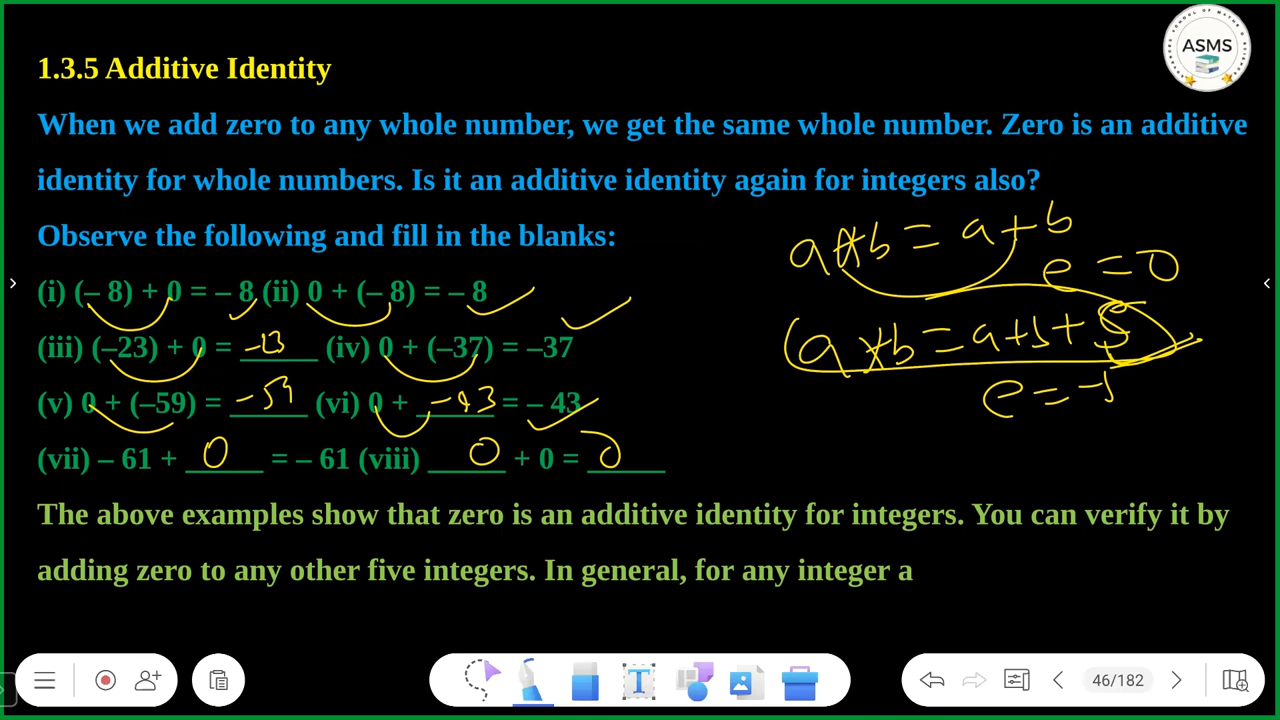 SCHOOL OF MATHS
ASMS
1.3.5 Additive Identity
When we add zero to any whole number, we get the same whole number. Zero is an additive
identity for whole numbers. Is it an additive identity again for integers also?
Observe the following and fill in the blanks:
(i) (– 8) + 0 = – 8 (ii) 0 + (– 8) = – 8
(iii) (–23) + 0 = -23 (iv) 0 + (–37) = –37
(v) 0 + (–59) = -59 (vi) 0 + -43 = – 43
(vii) – 61 + 0 = – 61 (viii) 0 + 0 = 0
a*b = a+b
e = 0
(a*b = a+b+5)
e = -5
The above examples show that zero is an additive identity for integers. You can verify it by
adding zero to any other five integers. In general, for any integer a
T
46/182